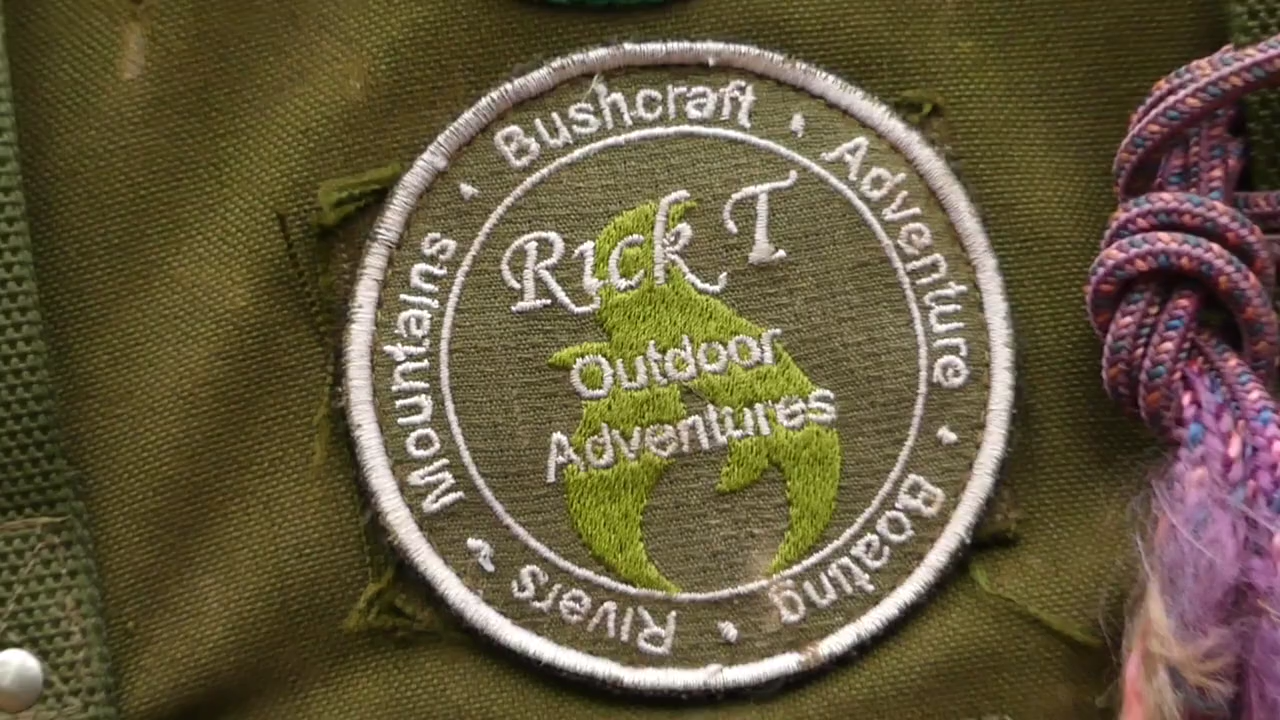 Bushcraft • Adventure • Boating • Rivers • Mountains •
Rick T
Outdoor
Adventures